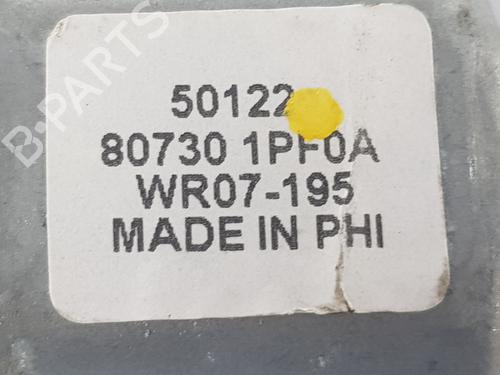 B-PARTS
50122
80730 1PF0A
WR07-195
MADE IN PHI